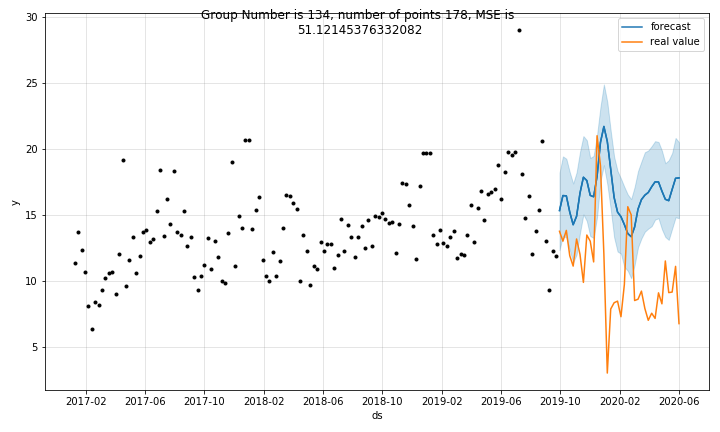 Group Number is 134, number of points 178, MSE is
51.12145376332082
forecast
real value
30
25
20
15
10
5
y
2017-02 2017-06 2017-10 2018-02 2018-06 2018-10 2019-02 2019-06 2019-10 2020-02 2020-06
ds